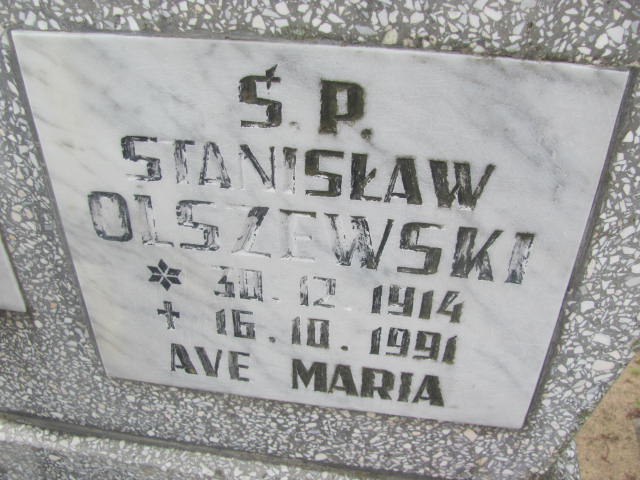 Ś. P.
STANISŁAW
OLSZEWSKI
* 30. 12. 1914
† 16. 10. 1991
AVE MARIA